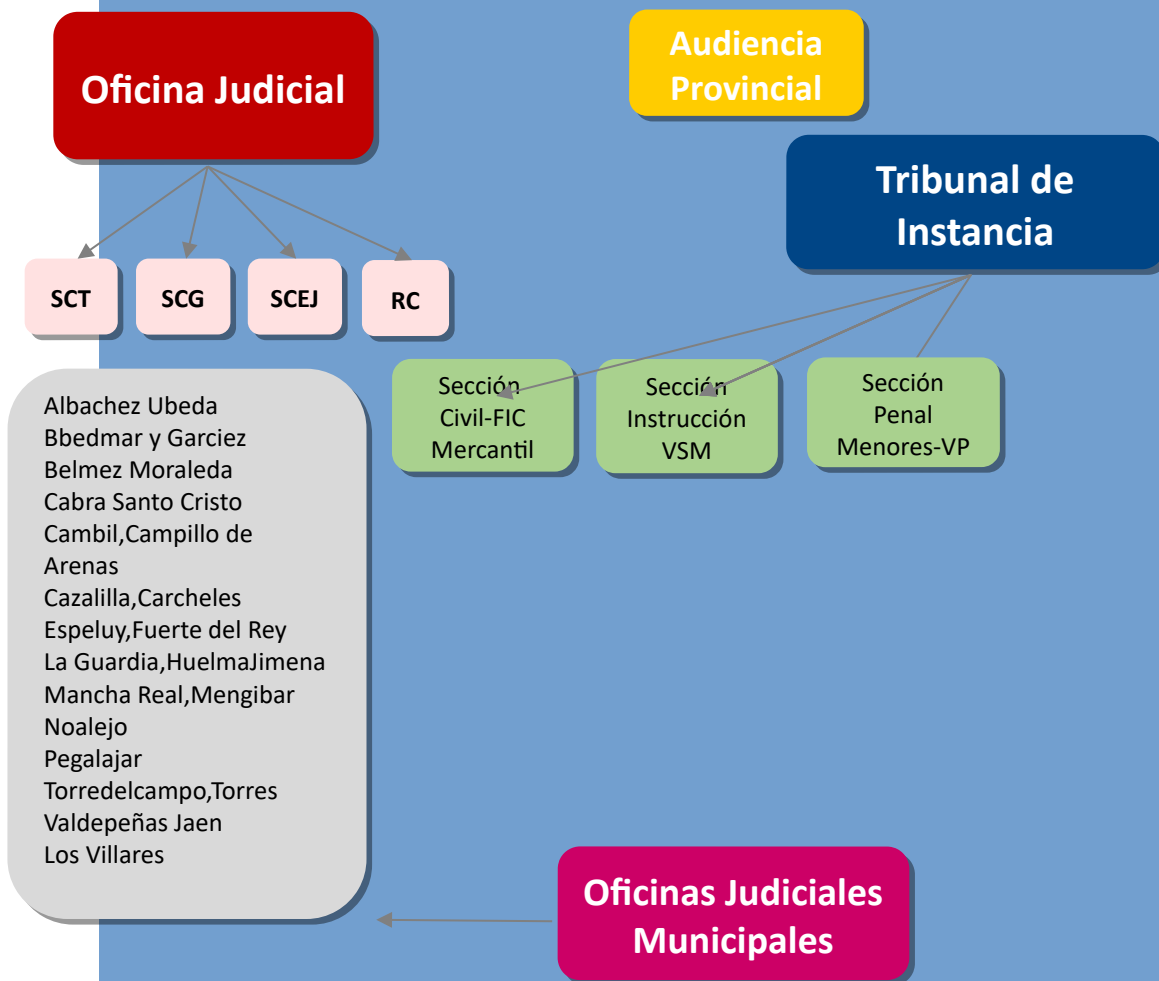 Oficina Judicial
Audiencia
Provincial
Tribunal de
Instancia
SCT
SCG
SCEJ
RC
Sección
Civil-FIC
Mercantil
Sección
Instrucción
VSM
Sección
Penal
Menores-VP
Albachez Ubeda
Bbedmar y Garciez
Belmez Moraleda
Cabra Santo Cristo
Cambil,Campillo de
Arenas
Cazalilla,Carcheles
Espeluy,Fuerte del Rey
La Guardia,HuelmaJimena
Mancha Real,Mengibar
Noalejo
Pegalajar
Torredelcampo,Torres
Valdepeñas Jaen
Los Villares
Oficinas Judiciales
Municipales